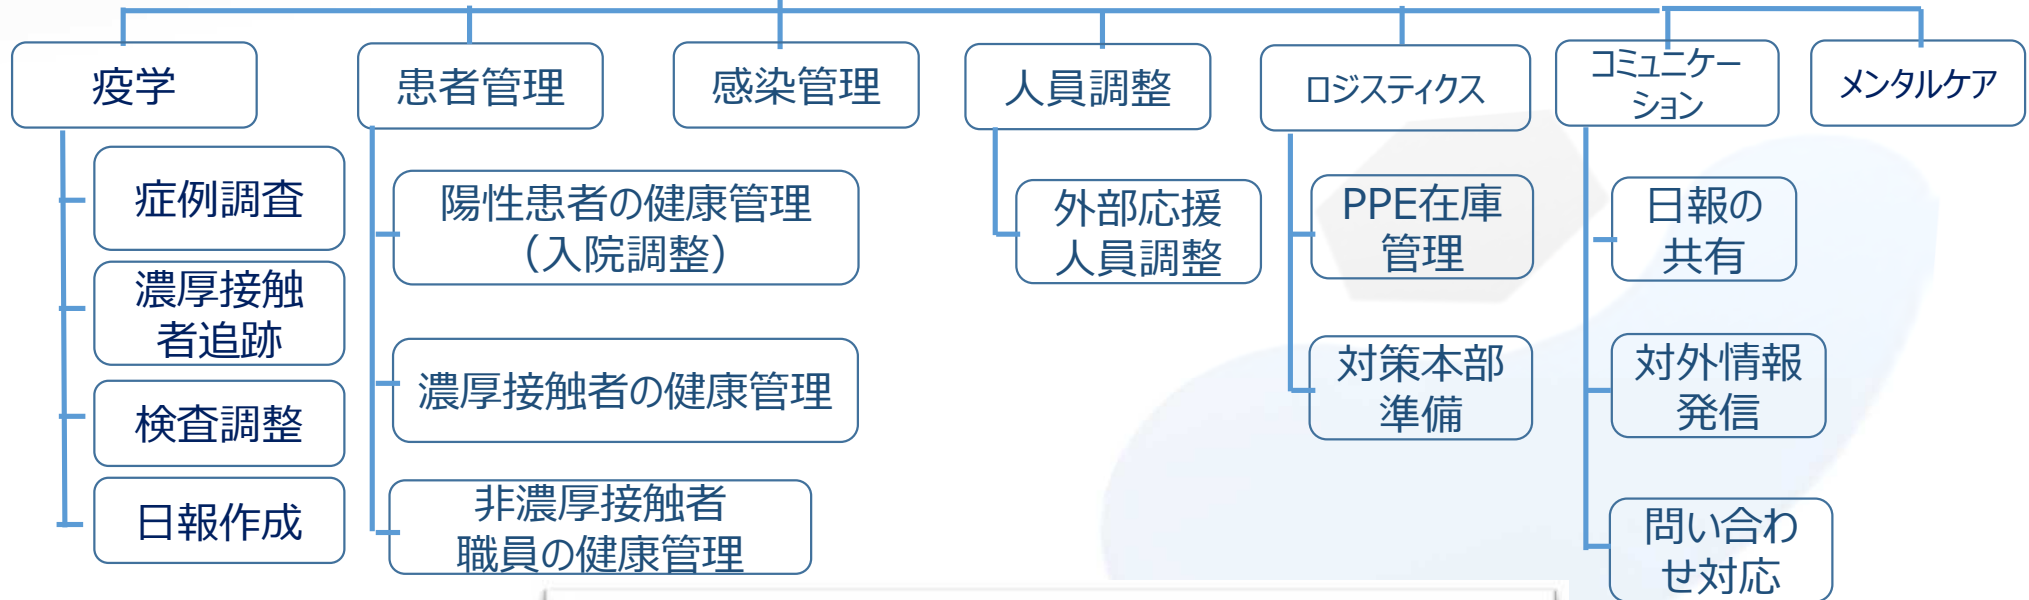 疫学
症例調査
濃厚接触
者追跡
検査調整
日報作成
患者管理
陽性患者の健康管理
（入院調整）
濃厚接触者の健康管理
非濃厚接触者
職員の健康管理
感染管理
人員調整
外部応援
人員調整
ロジスティクス
PPE在庫
管理
対策本部
準備
コミュニケー
ション
日報の
共有
対外情報
発信
問い合わ
せ対応
メンタルケア